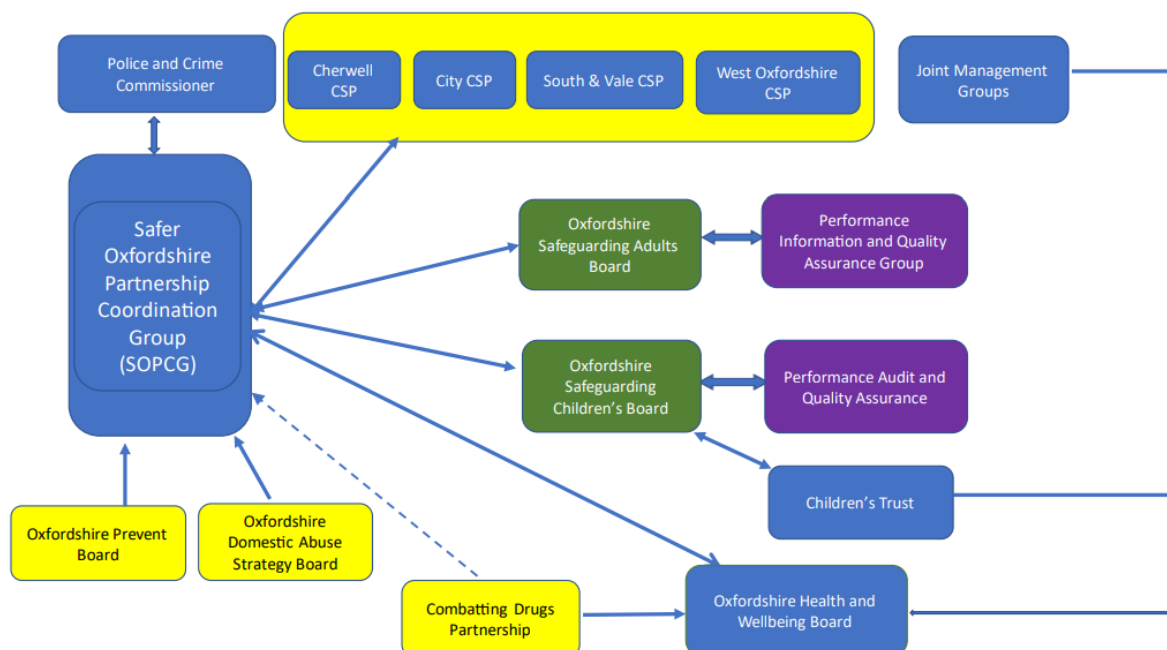 Police and Crime
Commissioner
Cherwell
CSP
City CSP
South & Vale CSP
West Oxfordshire
CSP
Joint Management
Groups
Safer
Oxfordshire
Partnership
Coordination
Group
(SOPCG)
Oxfordshire
Safeguarding Adults
Board
Performance
Information and Quality
Assurance Group
Oxfordshire
Safeguarding
Children’s Board
Performance Audit and
Quality Assurance
Children’s Trust
Oxfordshire Prevent
Board
Oxfordshire
Domestic Abuse
Strategy Board
Combatting Drugs
Partnership
Oxfordshire Health and
Wellbeing Board